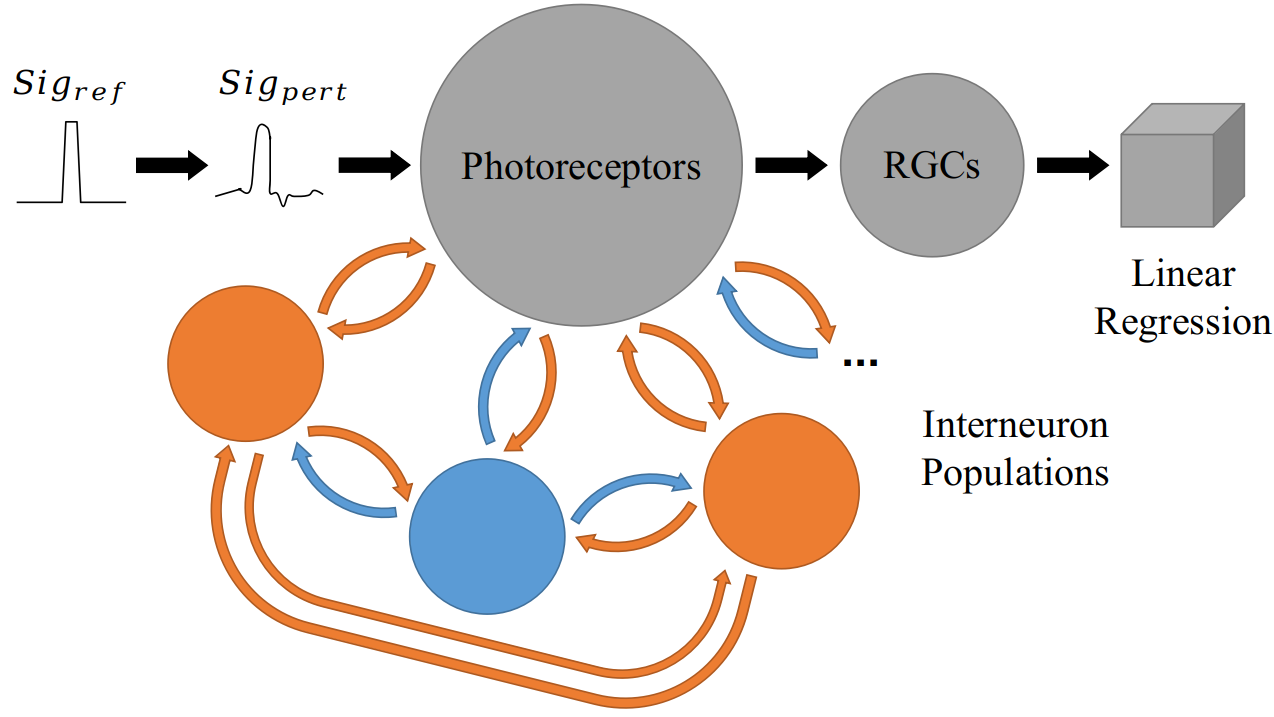 Sig_ref
Sig_pert
Photoreceptors
RGCs
Linear
Regression
...
Interneuron
Populations